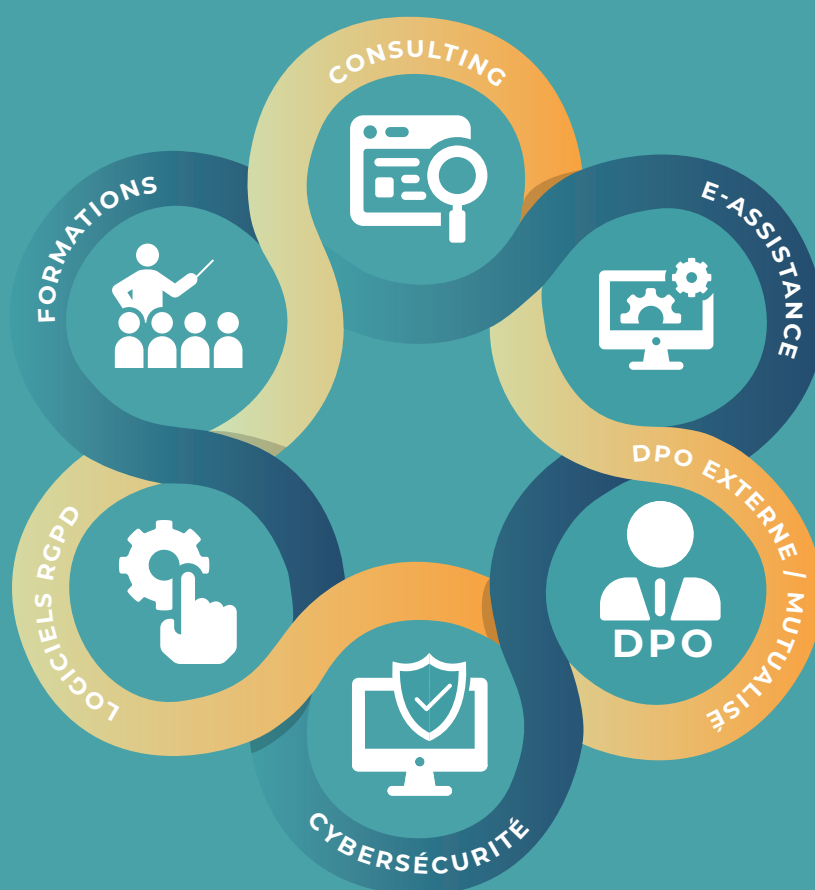 CONSULTING
E-ASSISTANCE
DPO EXTERNE / MUTUALISÉ
DPO
CYBERSÉCURITÉ
LOGICIELS RGPD
FORMATIONS